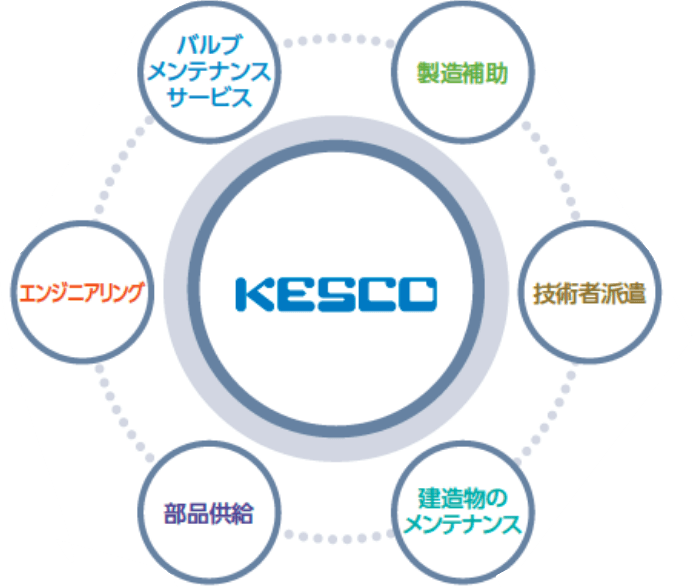 バルブ
メンテナンス
サービス
製造補助
エンジニアリング
KESCO
技術者派遣
部品供給
建造物の
メンテナンス